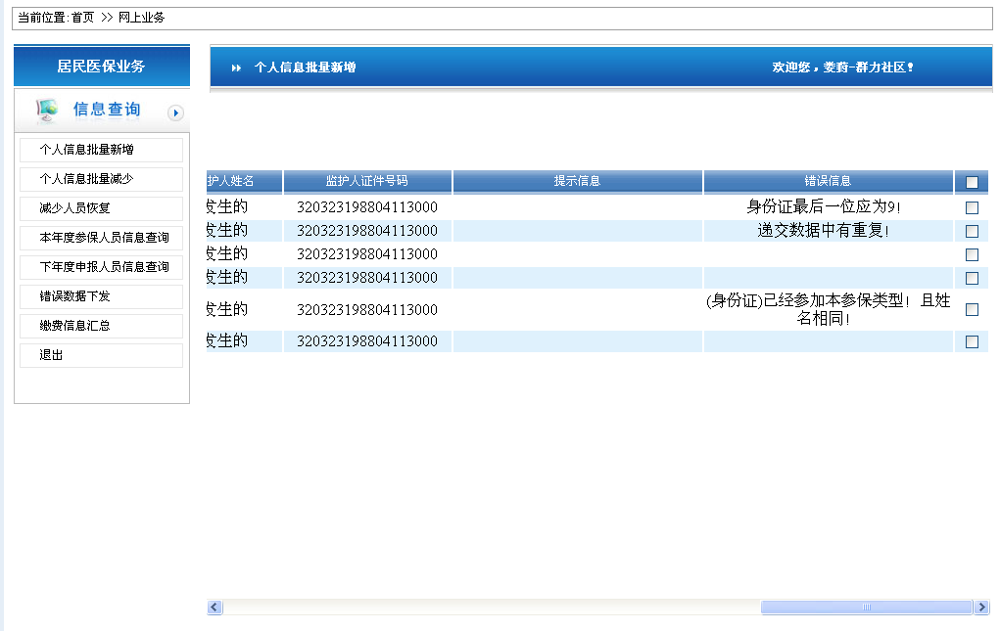 当前位置:首页 >> 网上业务
居民医保业务
信息查询
个人信息批量新增
个人信息批量减少
减少人员恢复
本年度参保人员信息查询
下年度申报人员信息查询
错误数据下发
缴费信息汇总
退出
个人信息批量新增 欢迎您,娄药-群力社区!
护人姓名 监护人证件号码 提示信息 错误信息
发生的 320323198804113000 身份证最后一位应为9!
发生的 320323198804113000 递交数据中有重复!
发生的 320323198804113000
发生的 320323198804113000
发生的 320323198804113000 (身份证)已经参加本参保类型! 且姓
名相同!
发生的 320323198804113000